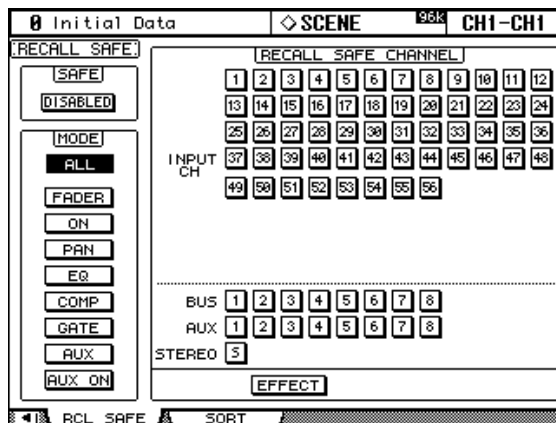 0 Initial Data ◇SCENE 96k CH1-CH1
RECALL SAFE
SAFE
DISABLED
MODE
ALL
FADER
ON
PAN
EQ
COMP
GATE
AUX
AUX ON
RECALL SAFE CHANNEL
1 2 3 4 5 6 7 8 9 10 11 12
13 14 15 16 17 18 19 20 21 22 23 24
25 26 27 28 29 30 31 32 33 34 35 36
INPUT CH 37 38 39 40 41 42 43 44 45 46 47 48
49 50 51 52 53 54 55 56
BUS 1 2 3 4 5 6 7 8
AUX 1 2 3 4 5 6 7 8
STEREO S
EFFECT
RCL SAFE SORT